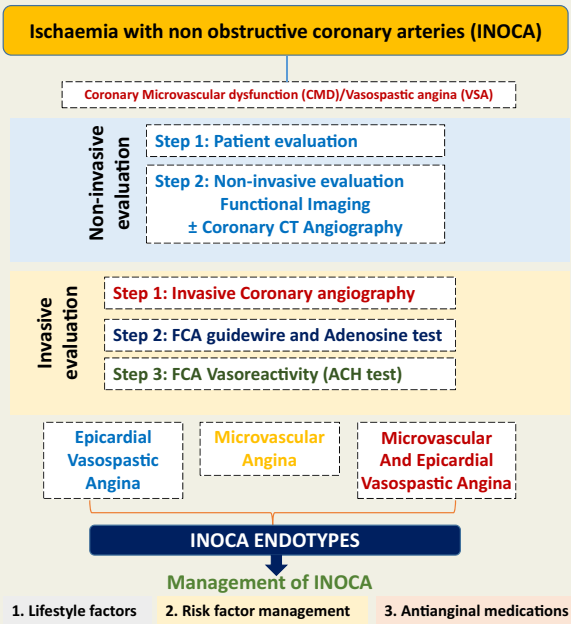 Ischaemia with non obstructive coronary arteries (INOCA)
Coronary Microvascular dysfunction (CMD)/Vasospastic angina (VSA)
Non-invasive
evaluation
Step 1: Patient evaluation
Step 2: Non-invasive evaluation
Functional Imaging
± Coronary CT Angiography
Invasive
evaluation
Step 1: Invasive Coronary angiography
Step 2: FCA guidewire and Adenosine test
Step 3: FCA Vasoreactivity (ACH test)
Epicardial
Vasospastic
Angina
Microvascular
Angina
Microvascular
And Epicardial
Vasospastic Angina
INOCA ENDOTYPES
Management of INOCA
1. Lifestyle factors
2. Risk factor management
3. Antianginal medications